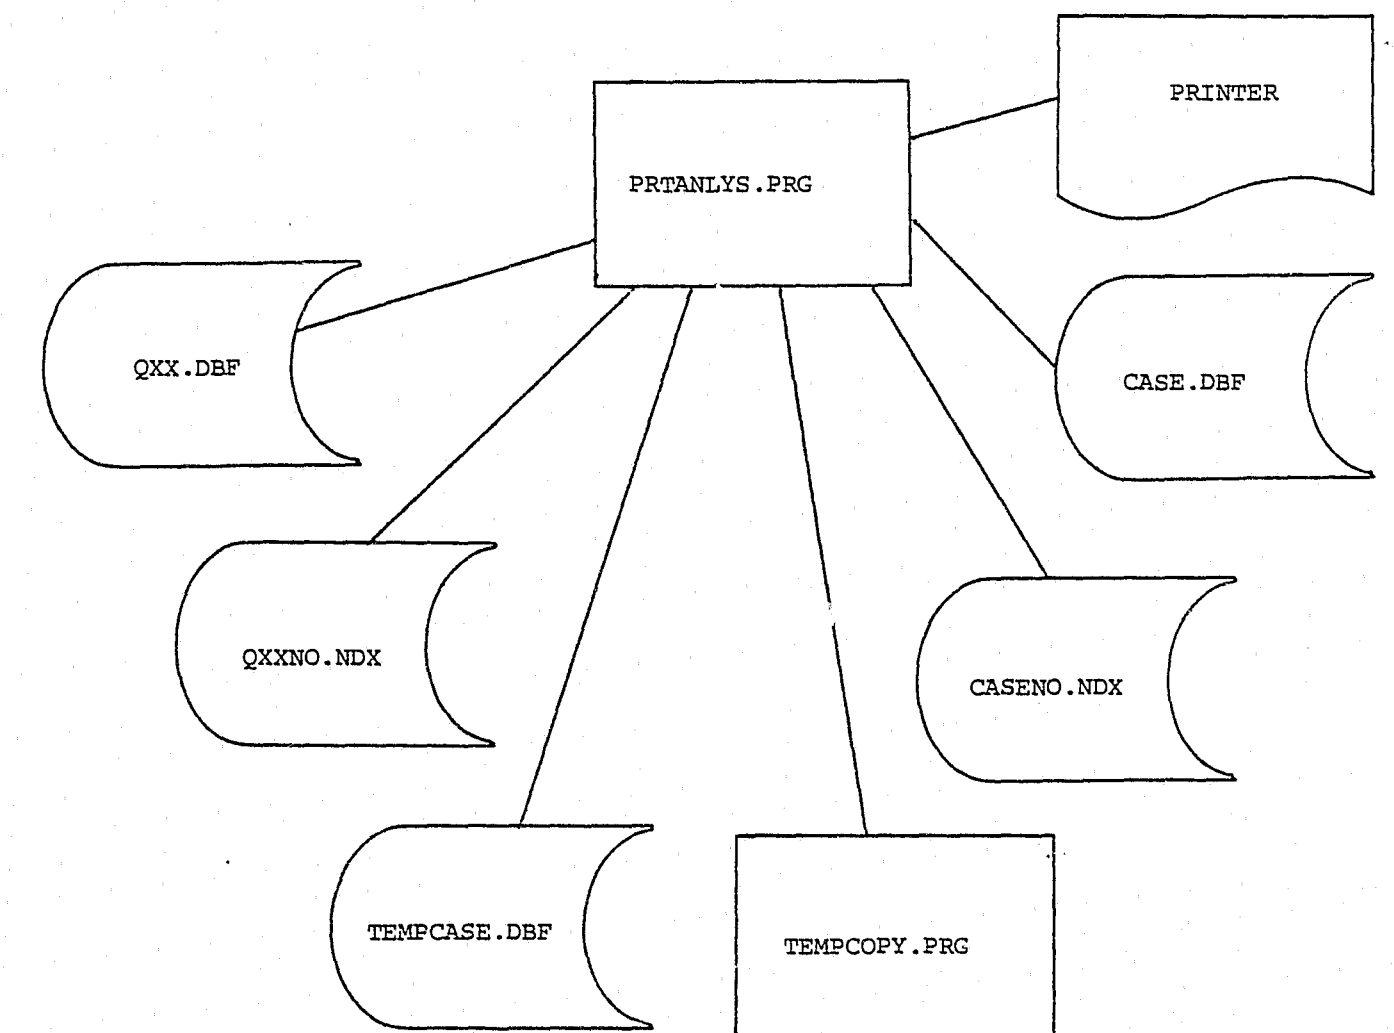 PRINTER
PRTANLYS.PRG
QXX.DBF
CASE.DBF
QXXNO.NDX
CASENO.NDX
TEMPCASE.DBF
TEMPCOPY.PRG